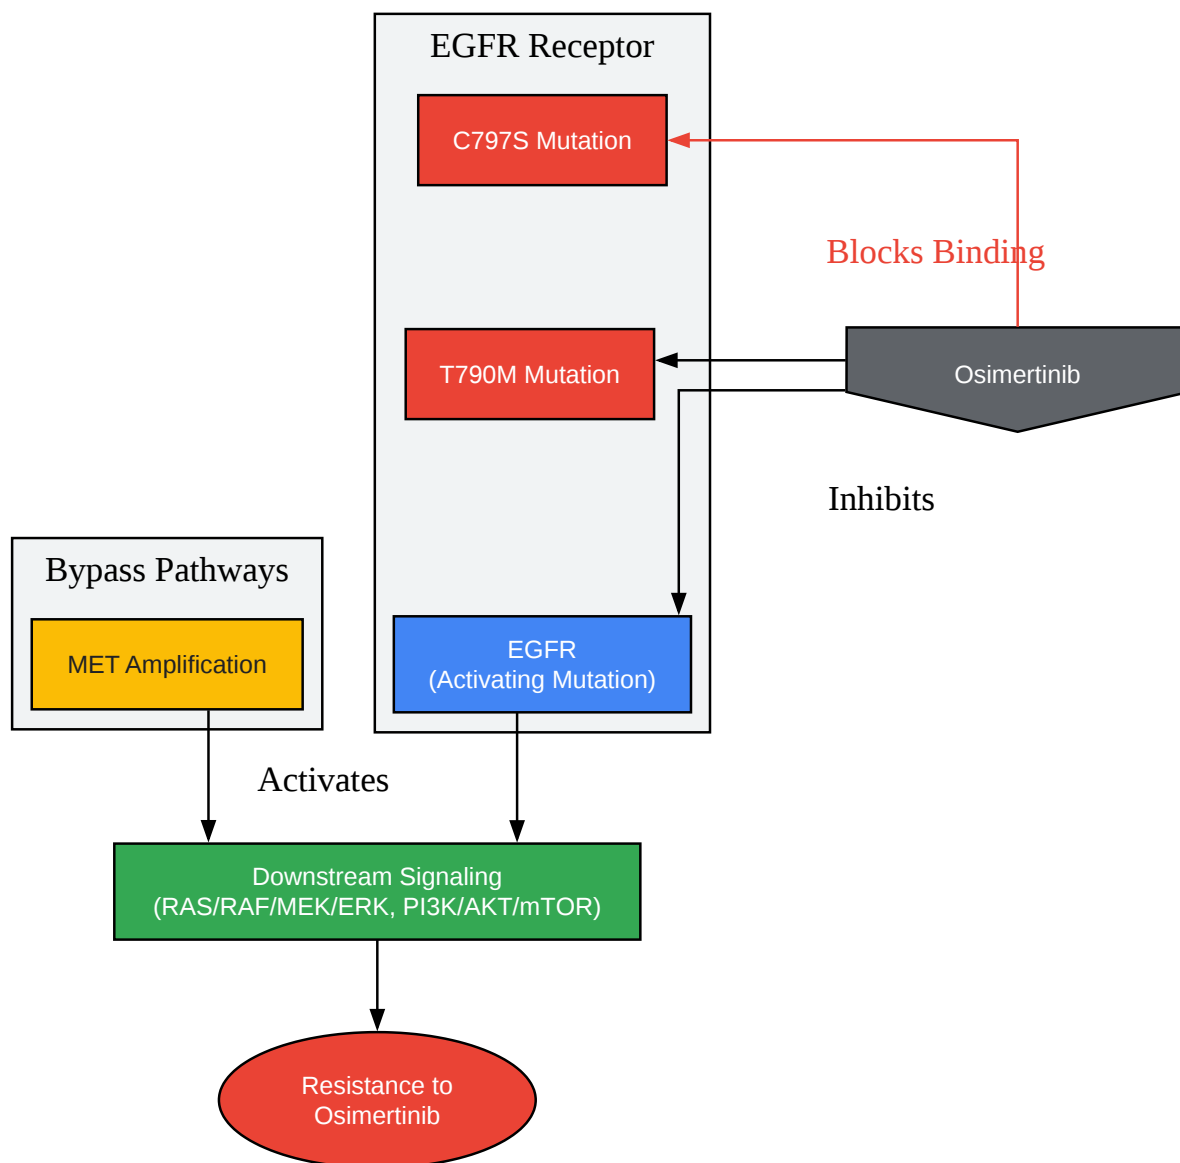 EGFR Receptor
C797S Mutation
Blocks Binding
T790M Mutation
Osimertinib
Inhibits
Bypass Pathways
MET Amplification
EGFR
(Activating Mutation)
Activates
Downstream Signaling
(RAS/RAF/MEK/ERK, PI3K/AKT/mTOR)
Resistance to
Osimertinib